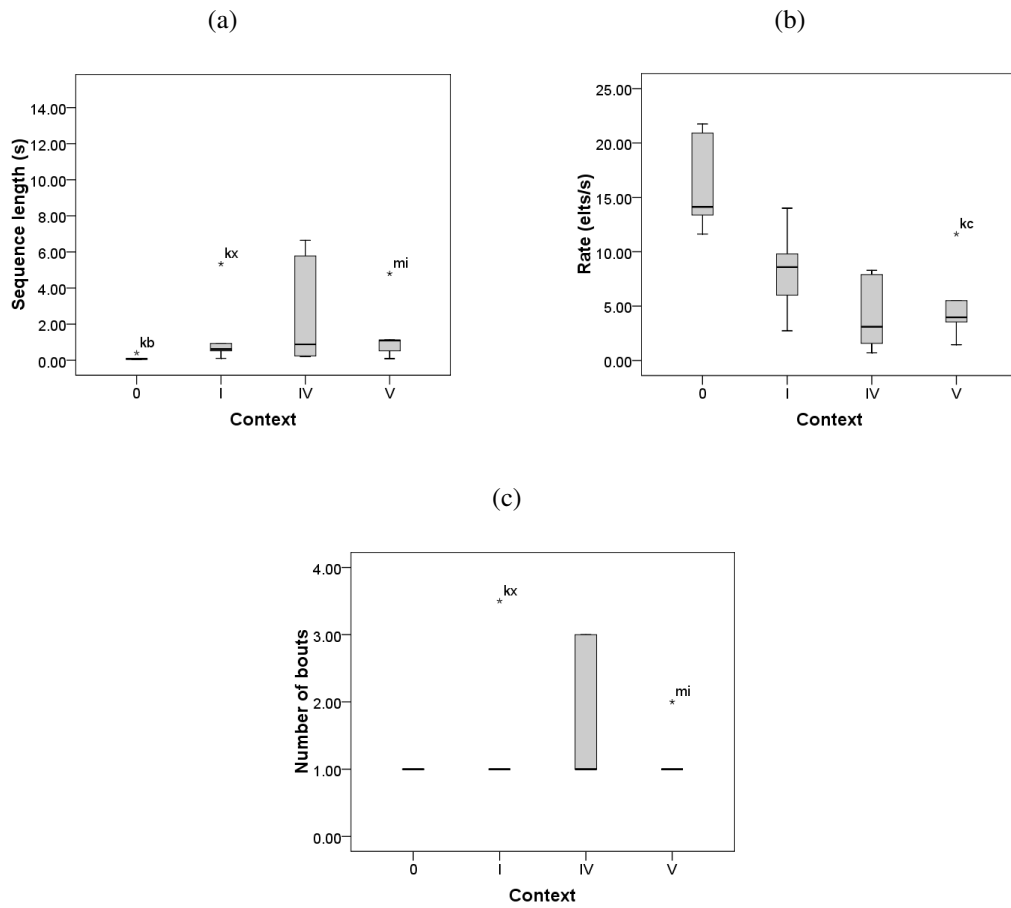 (a)
14.00
12.00
10.00
8.00
6.00
4.00
2.00
0.00
Sequence length (s)
kb
kx
mi
0 I IV V
Context
(b)
25.00
20.00
15.00
10.00
5.00
0.00
Rate (elts/s)
kc
0 I IV V
Context
(c)
4.00
3.00
2.00
1.00
0.00
Number of bouts
kx
mi
0 I IV V
Context